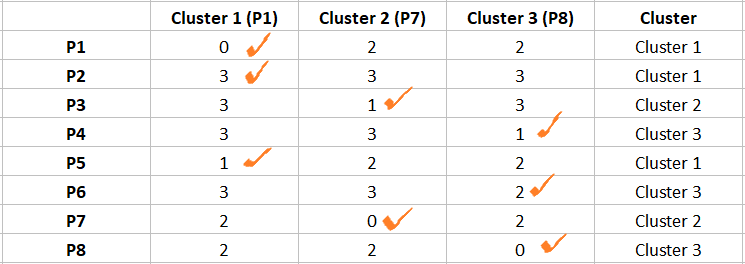 Cluster 1 (P1) Cluster 2 (P7) Cluster 3 (P8) Cluster
P1 0 2 2 Cluster 1
P2 3 3 3 Cluster 1
P3 3 1 3 Cluster 2
P4 3 3 1 Cluster 3
P5 1 2 2 Cluster 1
P6 3 3 2 Cluster 3
P7 2 0 2 Cluster 2
P8 2 2 0 Cluster 3